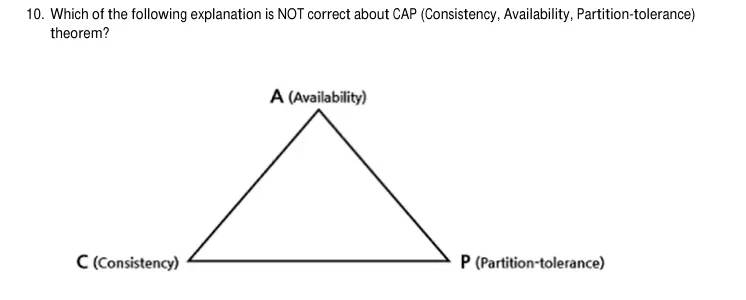 10. Which of the following explanation is NOT correct about CAP (Consistency, Availability, Partition-tolerance)
theorem?
A (Availability)
C (Consistency)
P (Partition-tolerance)